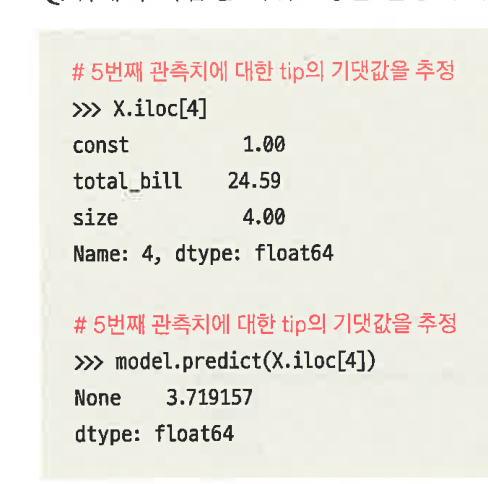 # 5번째 관측치에 대한 tip의 기댓값을 추정
>>> X.iloc[4]
const 1.00
total_bill 24.59
size 4.00
Name: 4, dtype: float64
# 5번째 관측치에 대한 tip의 기댓값을 추정
>>> model.predict(X.iloc[4])
None 3.719157
dtype: float64